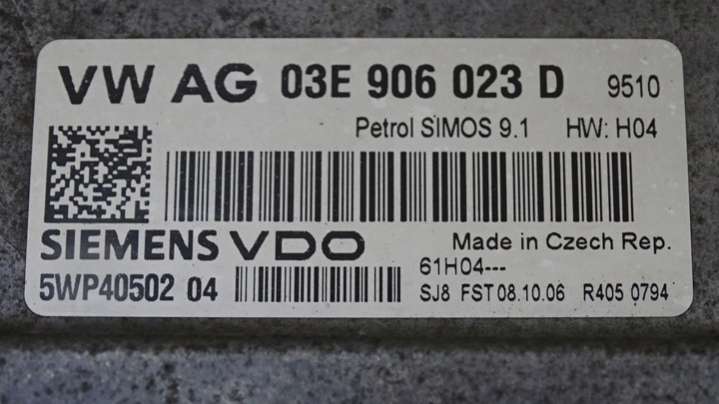 VW AG 03E 906 023 D 9510
Petrol SIMOS 9.1 HW: H04
SIEMENS VDO Made in Czech Rep.
61H04---
5WP40502 04 SJ8 FST 08.10.06 R405 0794